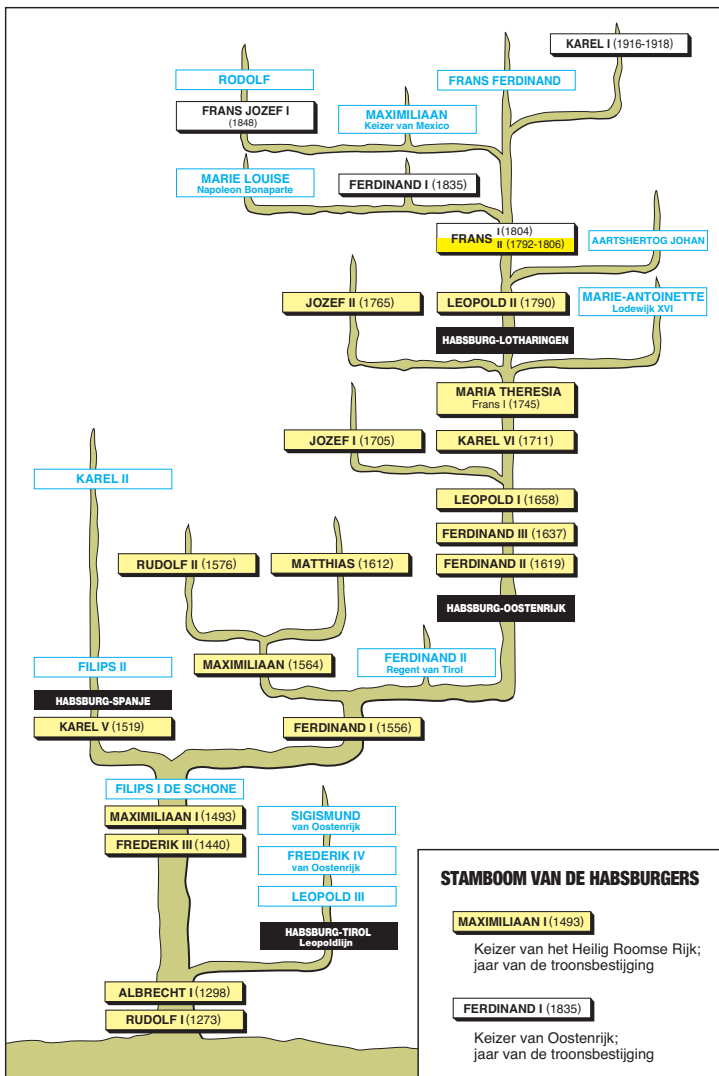 KAREL I (1916-1918)
RODOLF
FRANS FERDINAND
FRANS JOZEF I
(1848)
MAXIMILIAAN
Keizer van Mexico
MARIE LOUISE
Napoleon Bonaparte
FERDINAND I (1835)
FRANS I (1804)
II (1792-1806)
AARTSHERTOG JOHAN
JOZEF II (1765)
LEOPOLD II (1790)
MARIE-ANTOINETTE
Lodewijk XVI
HABSBURG-LOTHARINGEN
MARIA THERESIA
Frans I (1745)
JOZEF I (1705)
KAREL VI (1711)
KAREL II
LEOPOLD I (1658)
FERDINAND III (1637)
RUDOLF II (1576)
MATTHIAS (1612)
FERDINAND II (1619)
HABSBURG-OOSTENRIJK
FILIPS II
MAXIMILIAAN (1564)
FERDINAND II
Regent van Tirol
HABSBURG-SPANJE
KAREL V (1519)
FERDINAND I (1556)
FILIPS I DE SCHONE
MAXIMILIAAN I (1493)
SIGISMUND
van Oostenrijk
FREDERIK III (1440)
FREDERIK IV
van Oostenrijk
LEOPOLD III
HABSBURG-TIROL
Leopoldlijn
ALBRECHT I (1298)
RUDOLF I (1273)
STAMBOOM VAN DE HABSBURGERS
MAXIMILIAAN I (1493)
Keizer van het Heilig Roomse Rijk;
jaar van de troonsbestijging
FERDINAND I (1835)
Keizer van Oostenrijk;
jaar van de troonsbestijging